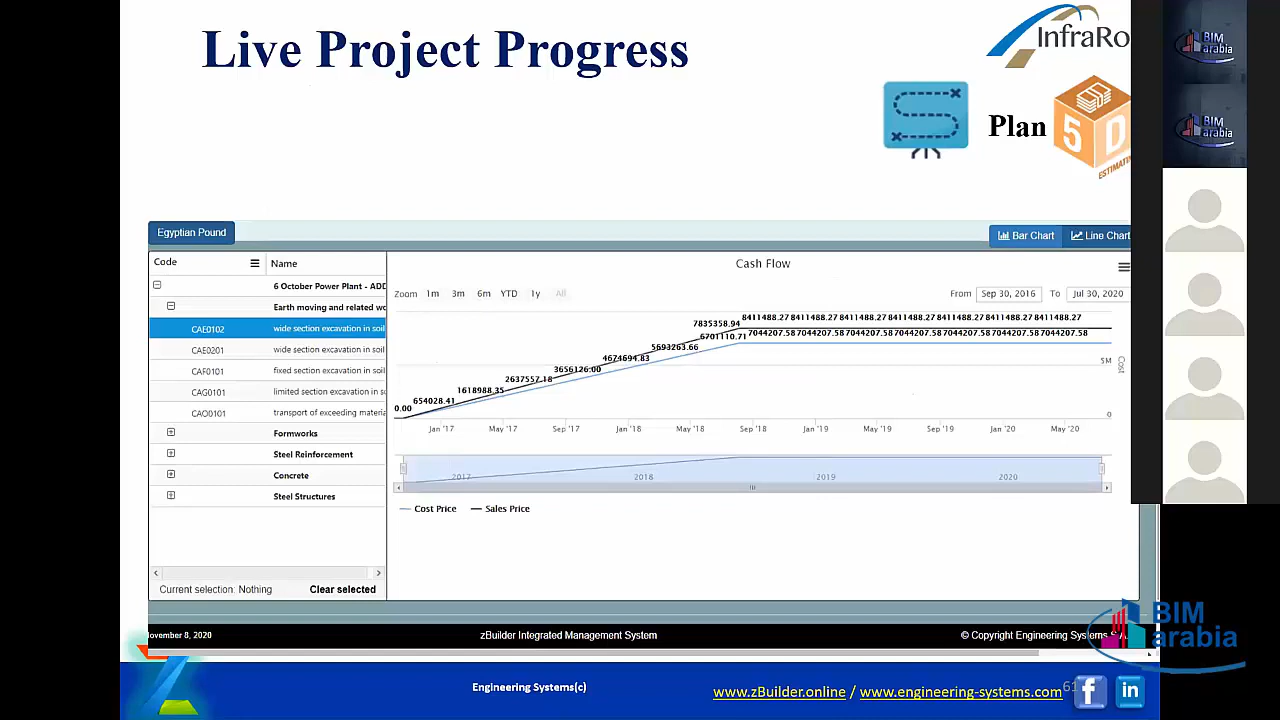 Live Project Progress
InfraRo
Plan
5D
ESTIMATI
BIM
arabia
BIM
arabia
Egyptian Pound
Bar Chart
Line Chart
Code
Name
Cash Flow
6 October Power Plant - ADD
Earth moving and related wo
CAE0102 wide section excavation in soil
CAE0201 wide section excavation in soil
CAF0101 fixed section excavation in soil
CAG0101 limited section excavation in s
CAO0101 transport of exceeding materia
Formworks
Steel Reinforcement
Concrete
Steel Structures
Zoom 1m 3m 6m YTD 1y All
From Sep 30, 2016 To Jul 30, 2020
7835358.94 8411488.27 8411488.27 8411488.27 8411488.27 8411488.27 8411488.27 8411488.27
6701110.71 7044207.58 7044207.58 7044207.58 7044207.58 7044207.58 7044207.58 7044207.58
5693263.66
4674694.83
3656126.00
2637557.18
1618988.35
654028.41
0.00
5M
Cost
0
Jan '17 May '17 Sep '17 Jan '18 May '18 Sep '18 Jan '19 May '19 Sep '19 Jan '20 May '20
2017 2018 2019 2020
Cost Price Sales Price
Current selection: Nothing Clear selected
ovember 8, 2020
zBuilder Integrated Management System
© Copyright Engineering Systems S.A.
BIM
arabia
Engineering Systems(c)
www.zBuilder.online / www.engineering-systems.com
61
f
in